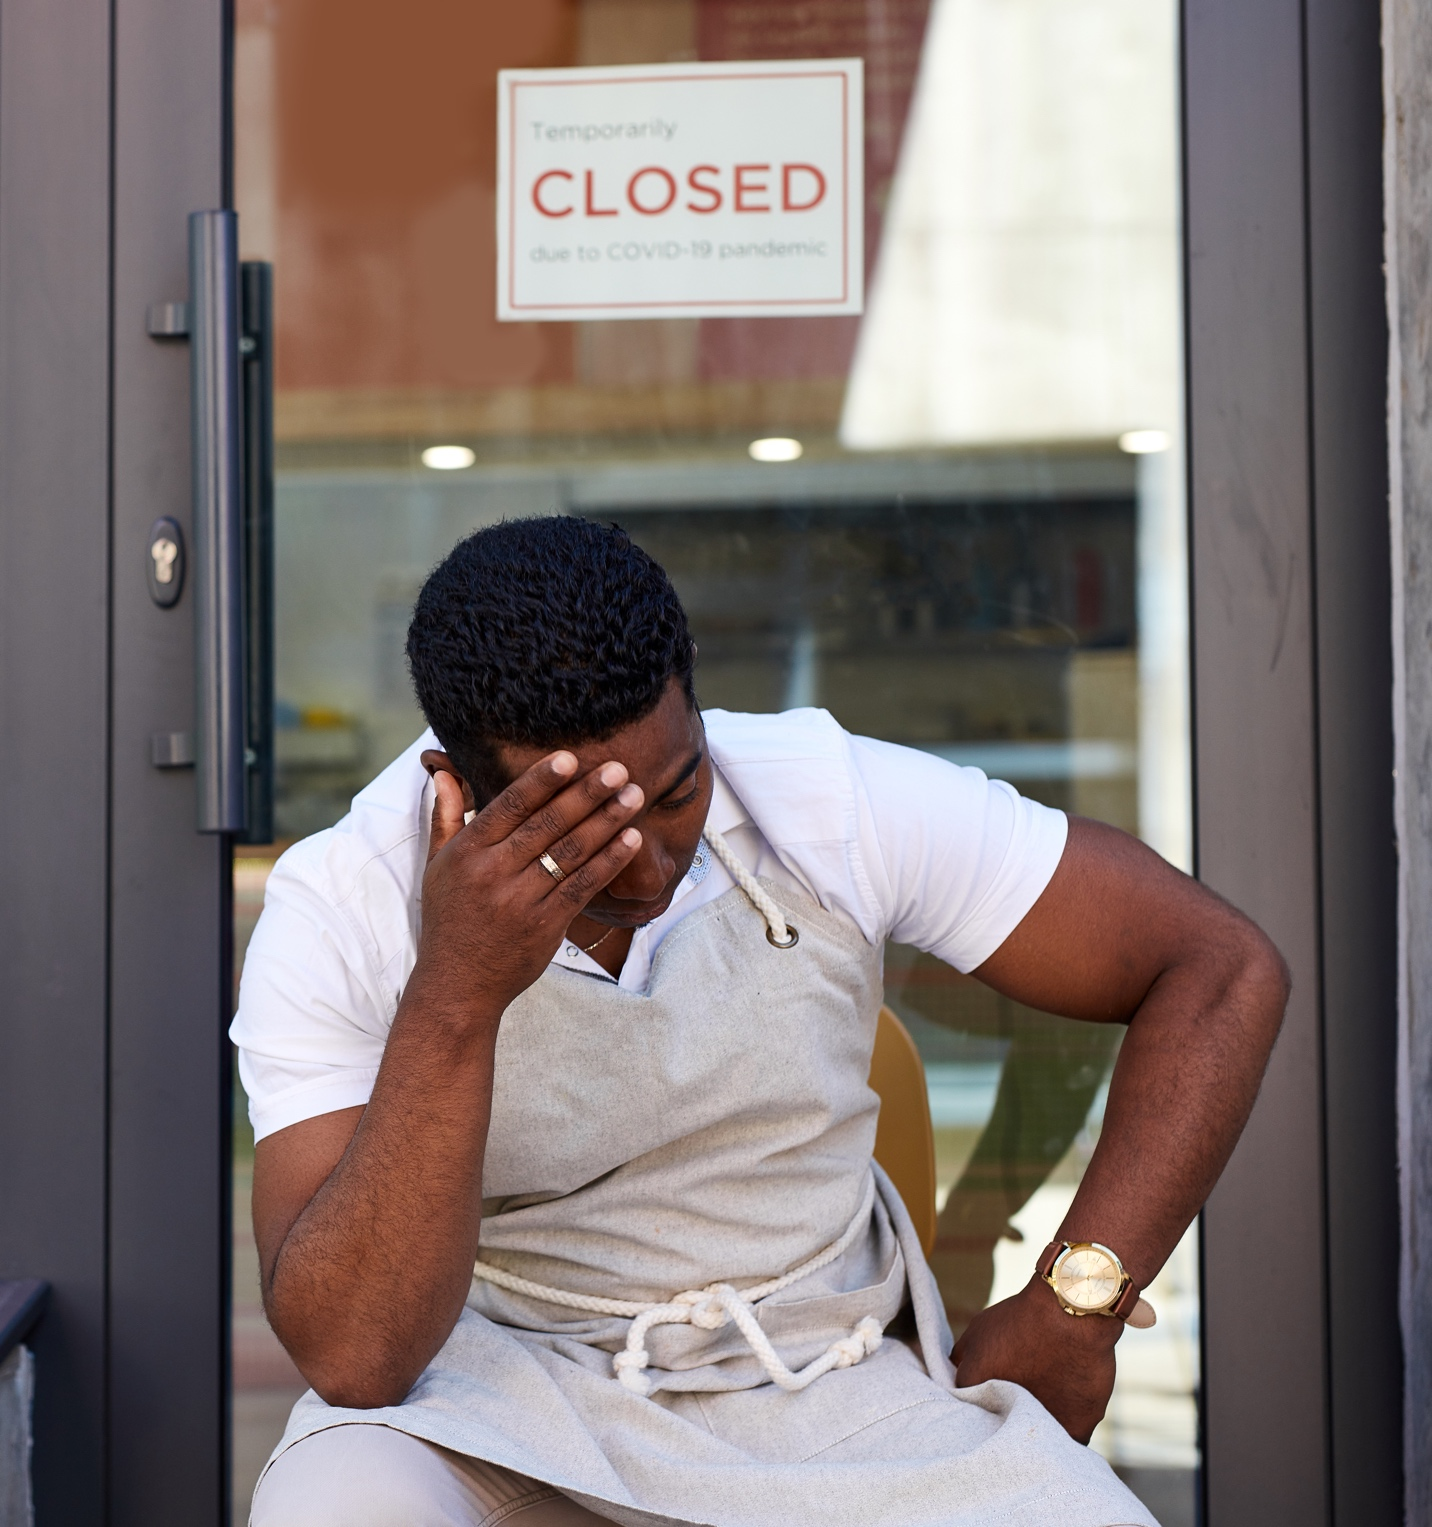 Temporarily
CLOSED
due to COVID-19 pandemic